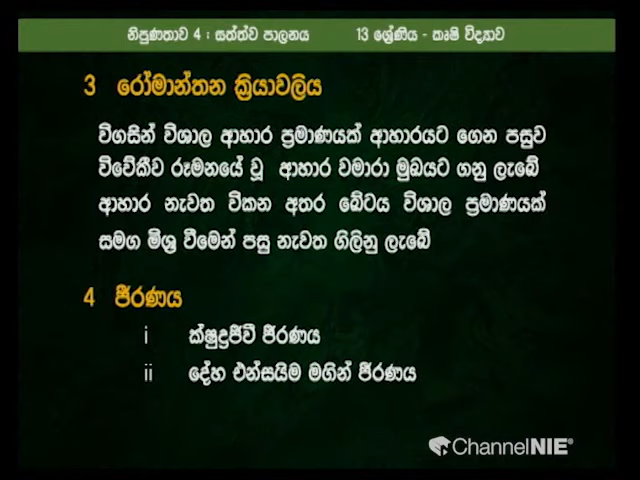 නිපුණතාව 4 : සත්ත්ව පාලනය 13 ශ්‍රේණිය - කෘෂි විද්‍යාව
3 රෝමාන්තන ක්‍රියාවලිය
විගසින් විශාල ආහාර ප්‍රමාණයක් ආහාරයට ගෙන පසුව
විවේකීව රූමනයේ වූ ආහාර වමාරා මුඛයට ගනු ලැබේ
ආහාර නැවත විකන අතර ඛේටය විශාල ප්‍රමාණයක්
සමග මිශ්‍ර වීමෙන් පසු නැවත ගිලිනු ලැබේ
4 ජීරණය
i ක්ෂුද්‍රජීවී ජීරණය
ii දේහ එන්සයිම මගින් ජීරණය
ChannelNIE®